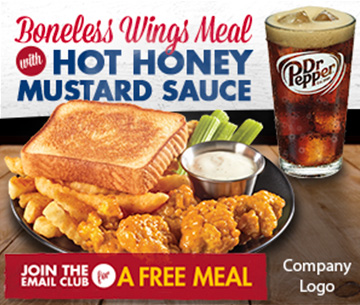 Boneless Wings Meal
with HOT HONEY
MUSTARD SAUCE
Dr Pepper
JOIN THE
EMAIL CLUB
for A FREE MEAL
Company
Logo